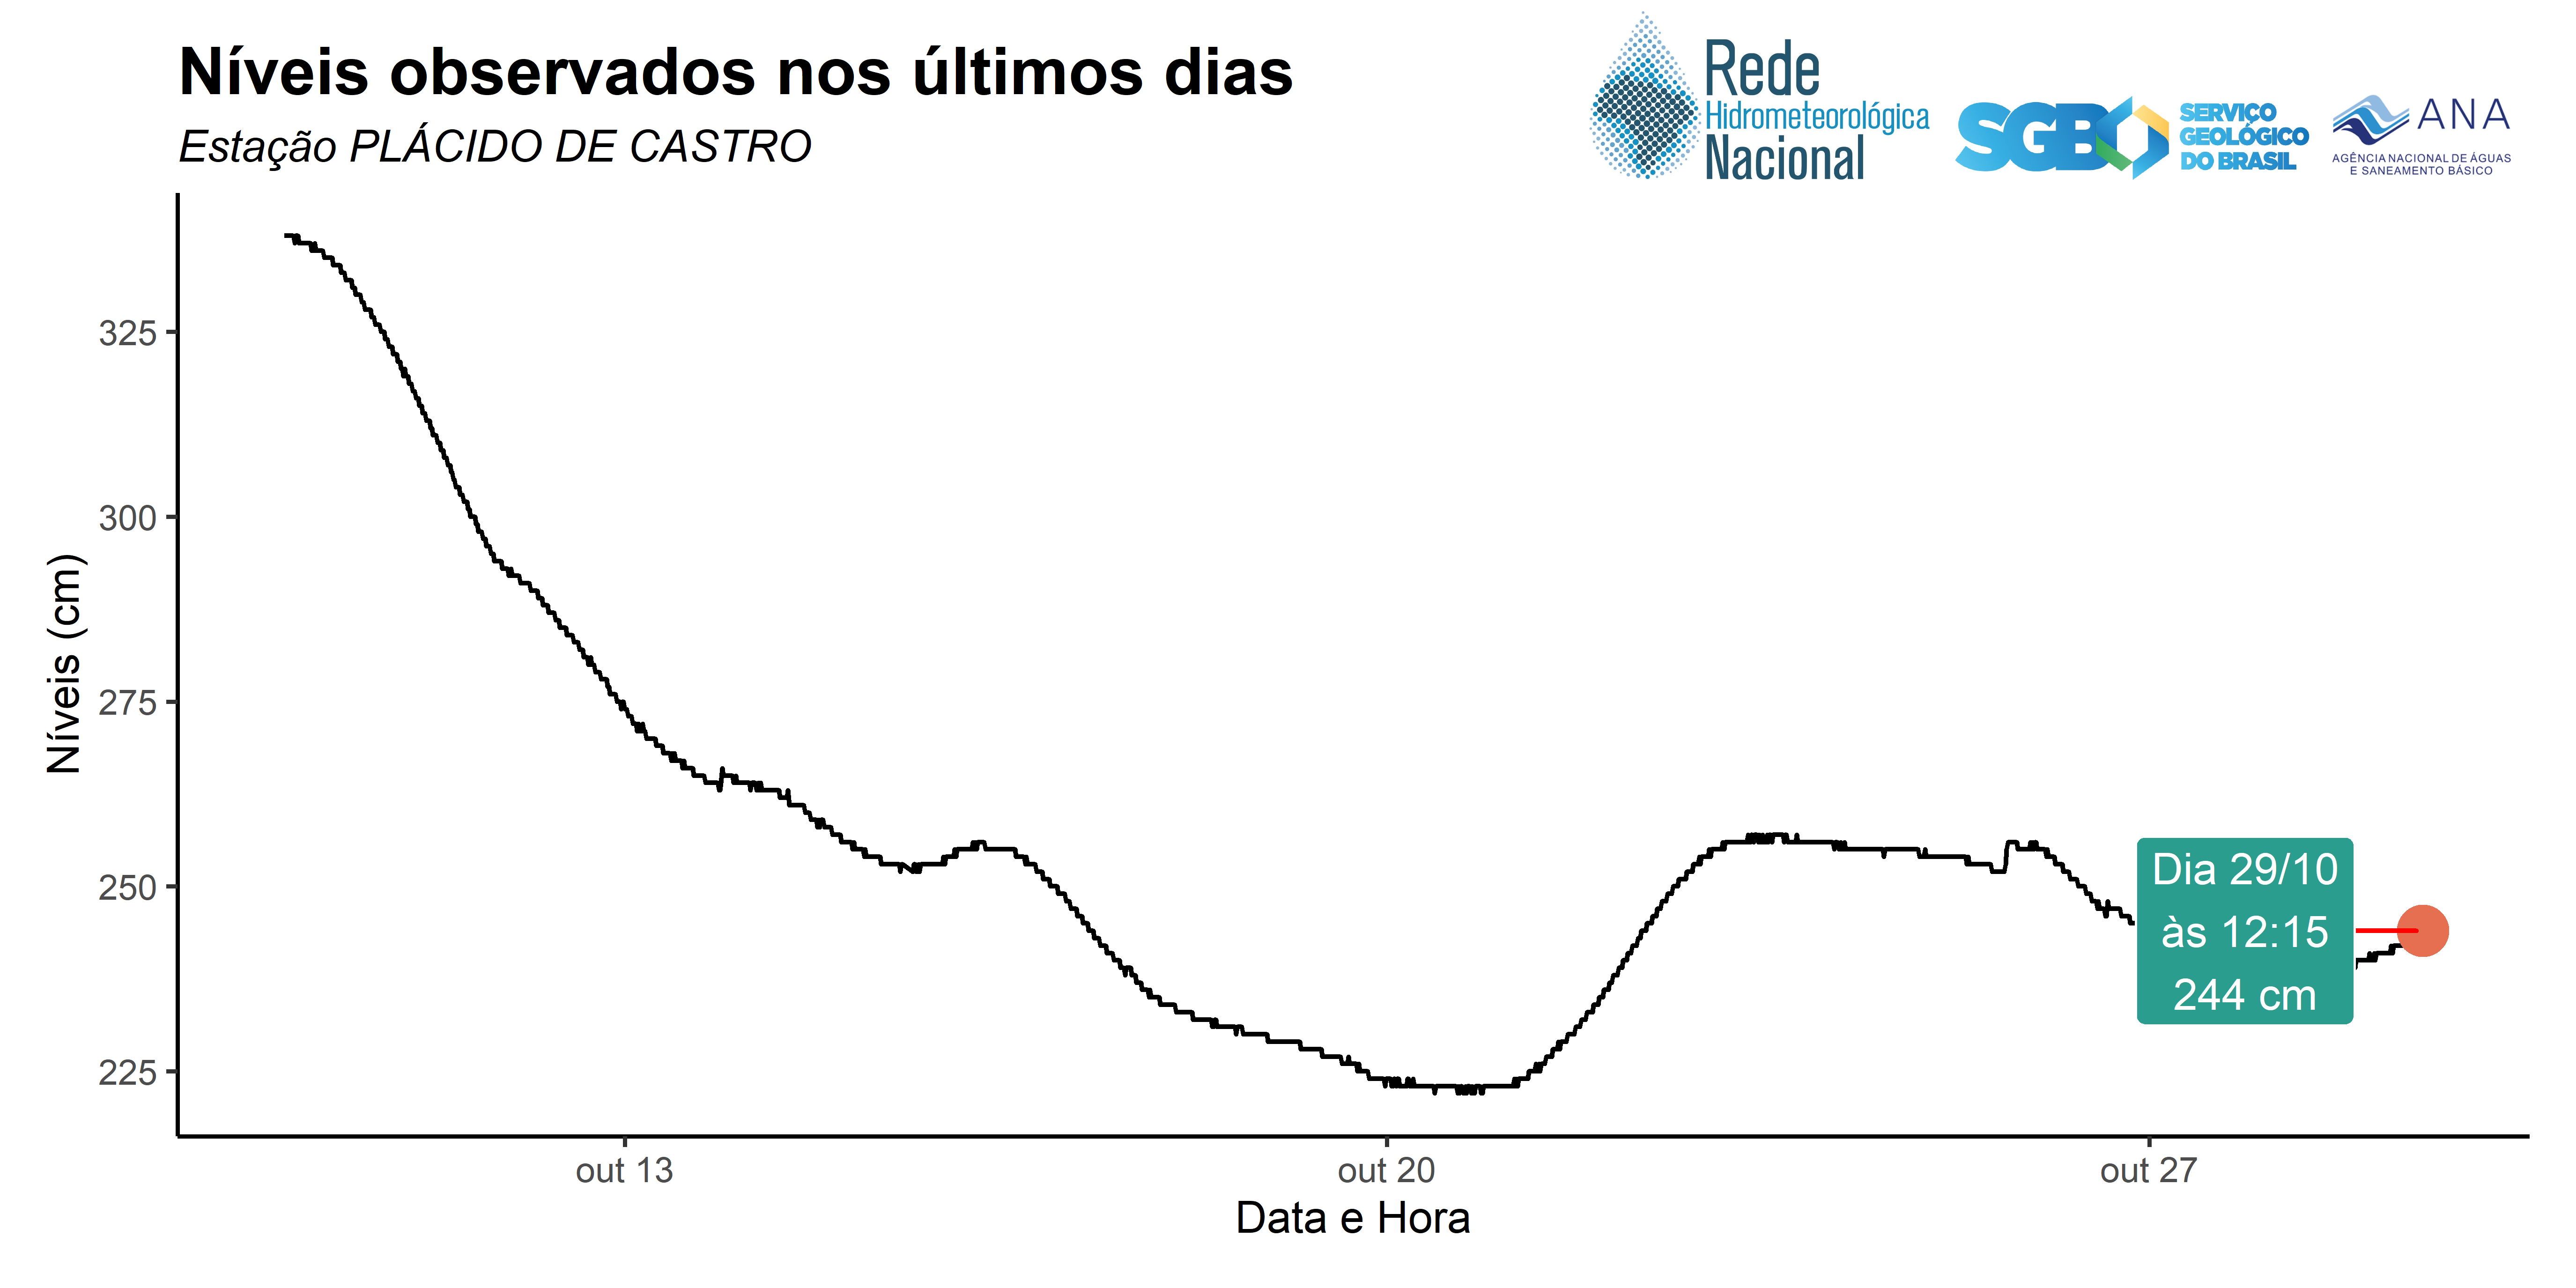 Níveis observados nos últimos dias
Estação PLÁCIDO DE CASTRO
Rede
Hidrometeorológica
Nacional
SGB
SERVIÇO
GEOLÓGICO
DO BRASIL
ANA
AGÊNCIA NACIONAL DE ÁGUAS
E SANEAMENTO BÁSICO
Níveis (cm)
325
300
275
250
225
Dia 29/10
às 12:15
244 cm
out 13
out 20
out 27
Data e Hora